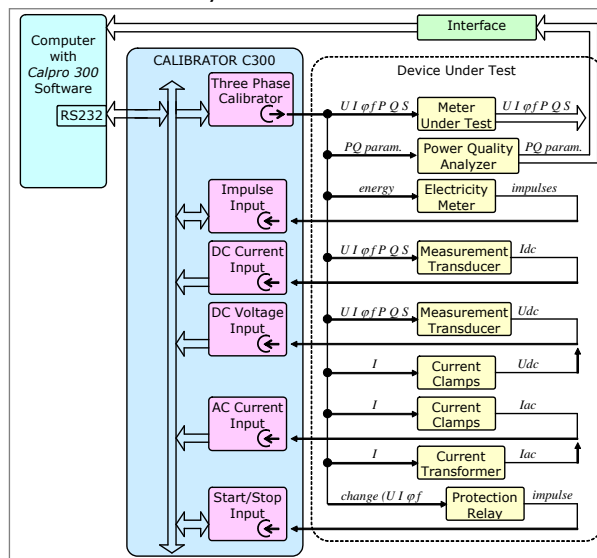 Interface
Computer
with
Calpro 300
Software
RS232
CALIBRATOR C300
Three Phase
Calibrator
Impulse
Input
DC Current
Input
DC Voltage
Input
AC Current
Input
Start/Stop
Input
Device Under Test
U I φ f P Q S
Meter
Under Test
U I φ f P Q S
PQ param.
Power Quality
Analyzer
PQ param.
energy
Electricity
Meter
impulses
U I φ f P Q S
Measurement
Transducer
Idc
U I φ f P Q S
Measurement
Transducer
Udc
I
Current
Clamps
Udc
I
Current
Clamps
Iac
I
Current
Transformer
Iac
change (U I φ f
Protection
Relay
impulse